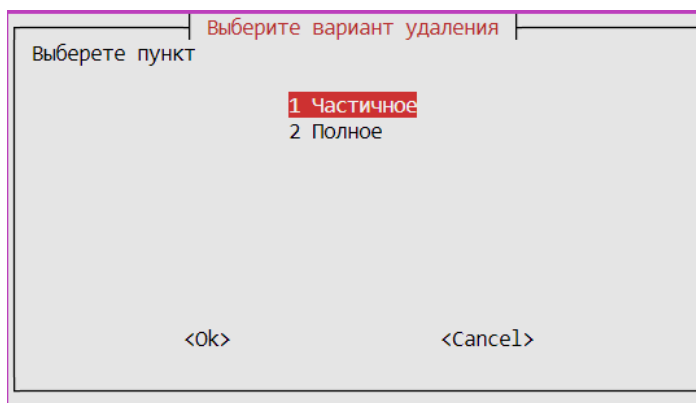 Выберите вариант удаления
Выберете пункт
1 Частичное
2 Полное
<Ok> <Cancel>